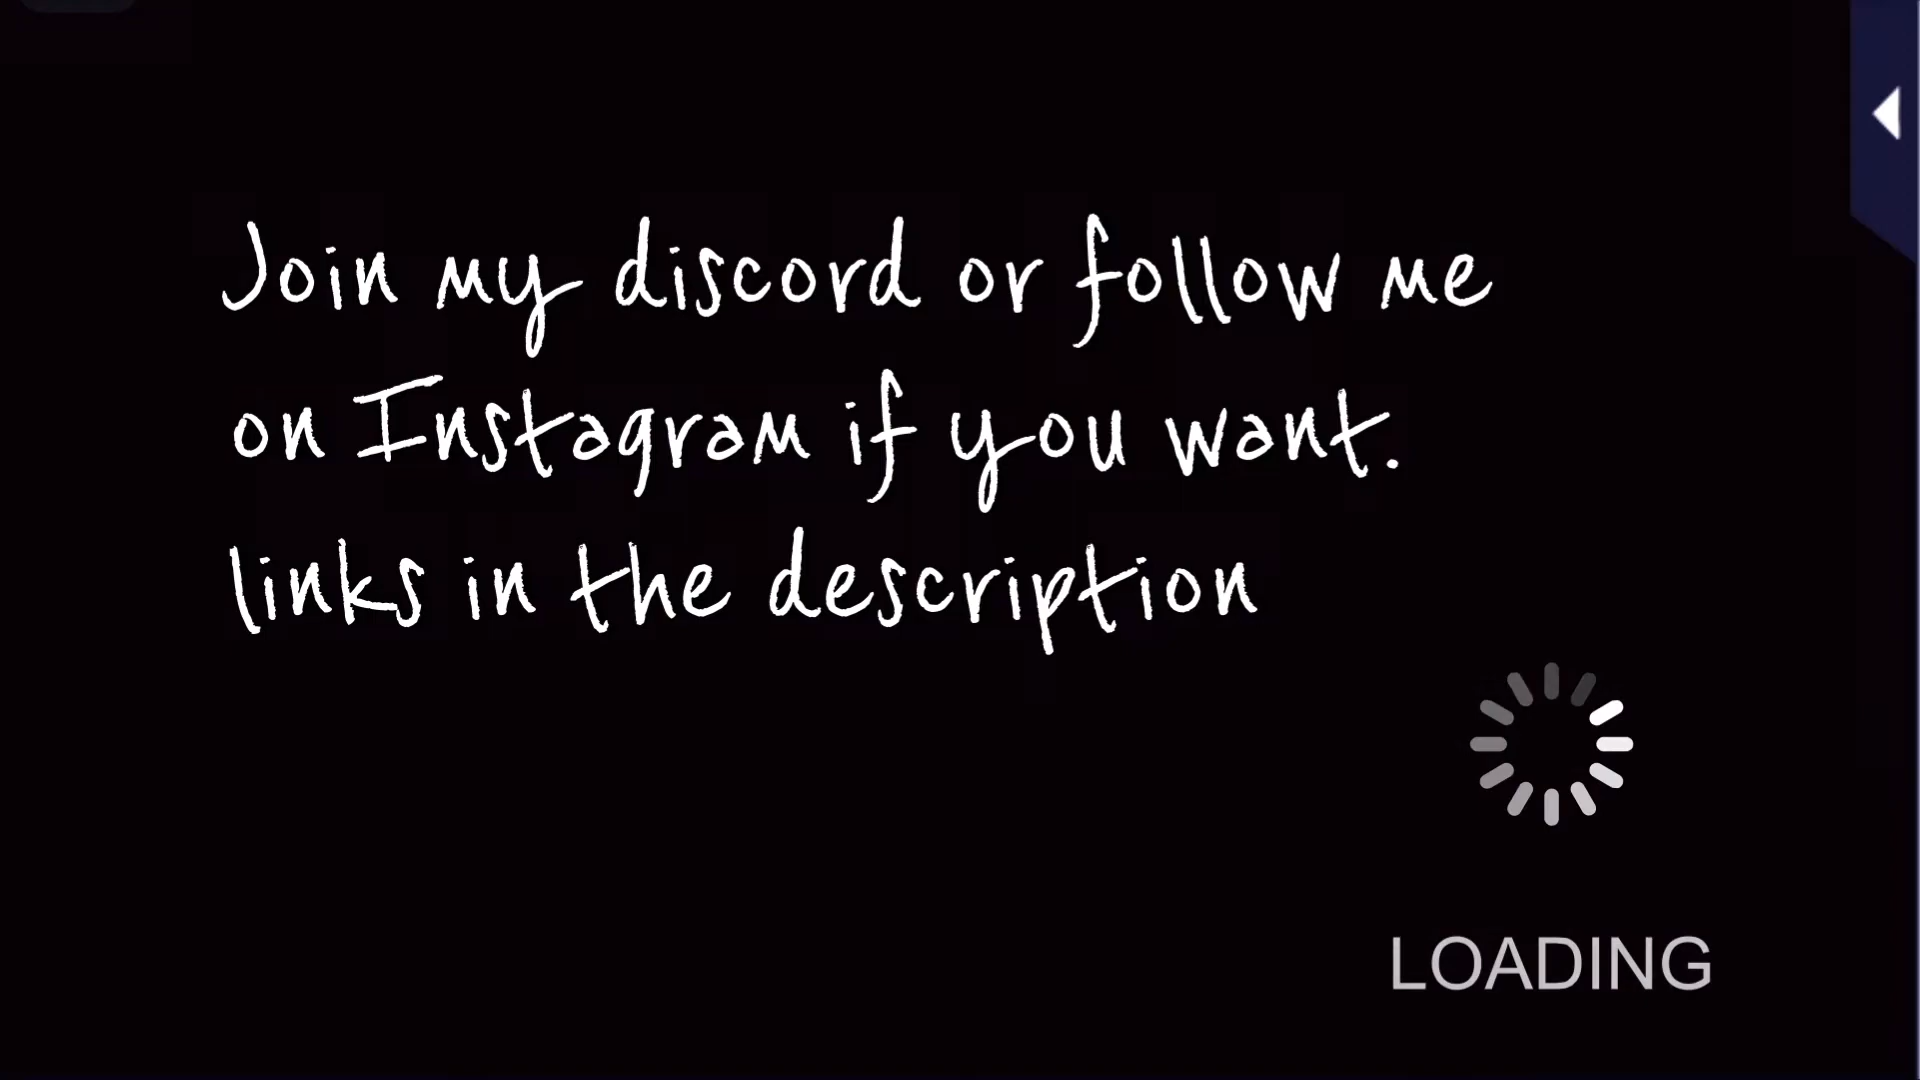 Join my discord or follow me
on Instagram if you want.
links in the description
LOADING